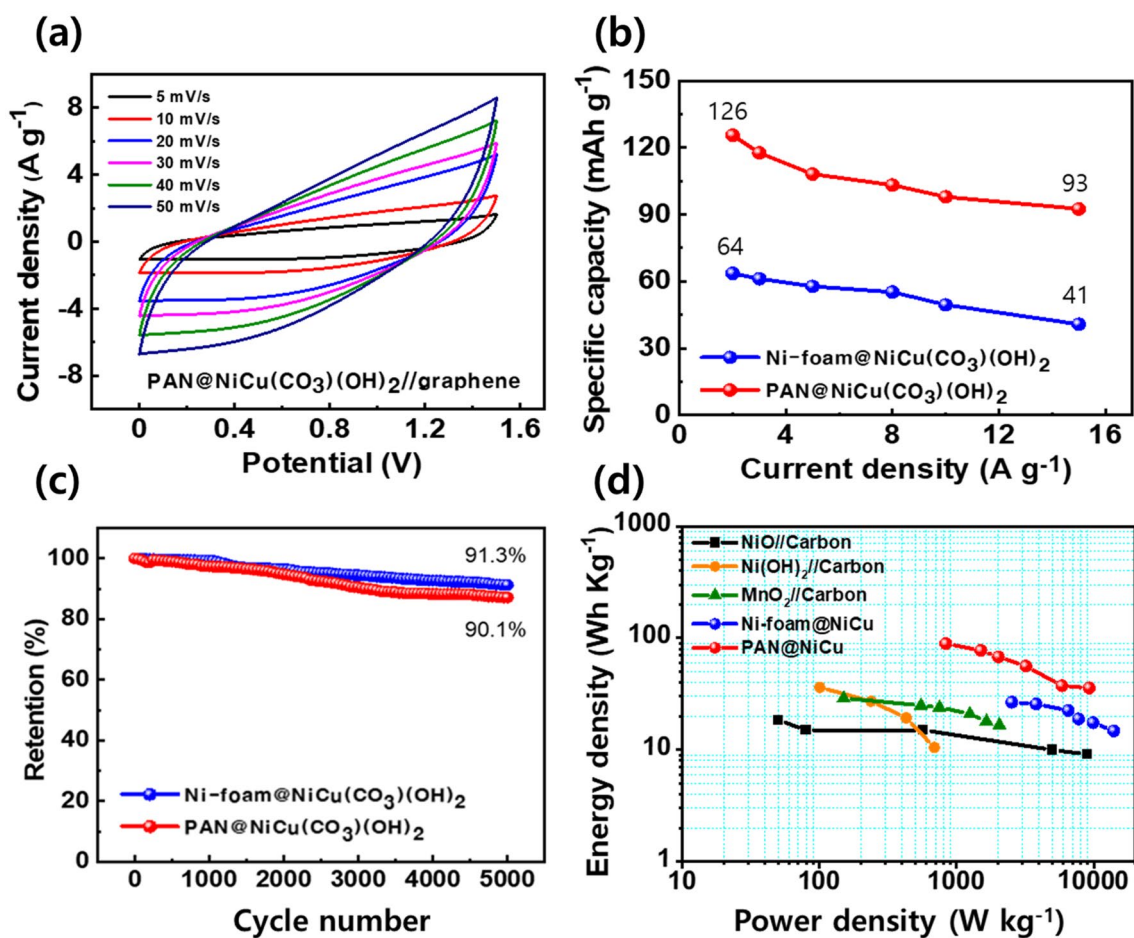 (a)
Current density (A g⁻¹)
8
4
0
-4
-8
5 mV/s
10 mV/s
20 mV/s
30 mV/s
40 mV/s
50 mV/s
PAN@NiCu(CO₃)(OH)₂//graphene
0 0.4 0.8 1.2 1.6
Potential (V)
(b)
Specific capacity (mAh g⁻¹)
150
120
90
60
30
0
126
93
64
41
Ni-foam@NiCu(CO₃)(OH)₂
PAN@NiCu(CO₃)(OH)₂
0 4 8 12 16
Current density (A g⁻¹)
(c)
Retention (%)
100
80
60
40
20
0
91.3%
90.1%
Ni-foam@NiCu(CO₃)(OH)₂
PAN@NiCu(CO₃)(OH)₂
0 1000 2000 3000 4000 5000
Cycle number
(d)
Energy density (Wh Kg⁻¹)
1000
100
10
1
NiO//Carbon
Ni(OH)₂//Carbon
MnO₂//Carbon
Ni-foam@NiCu
PAN@NiCu
10 100 1000 10000
Power density (W kg⁻¹)